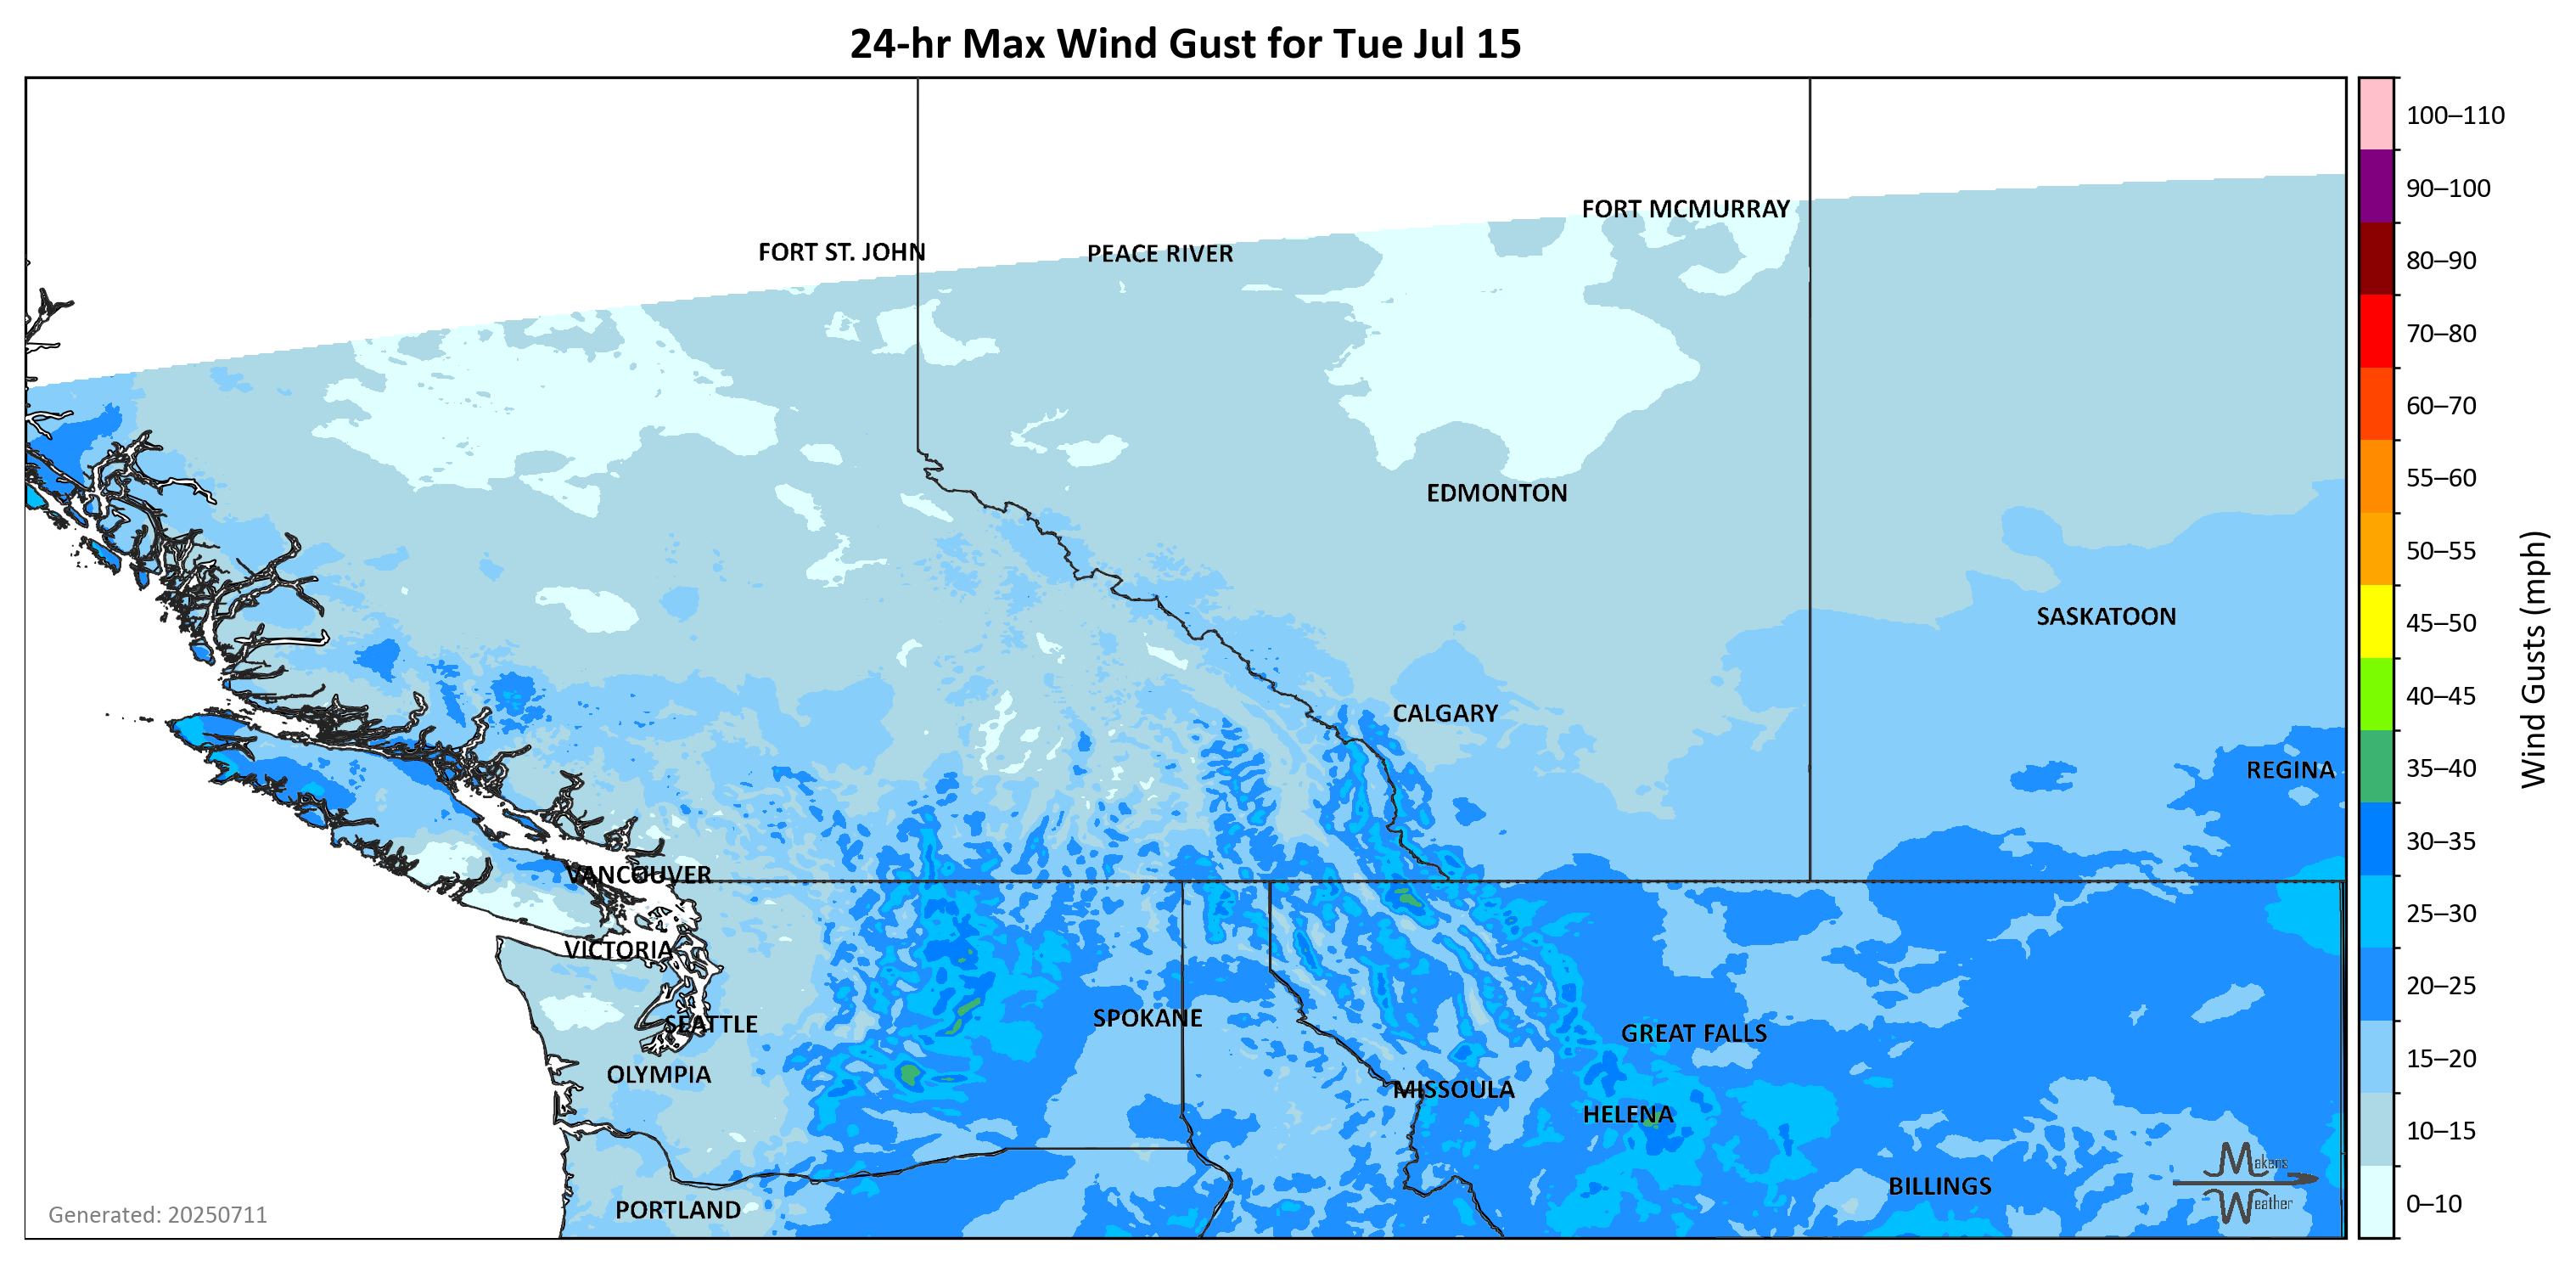 24-hr Max Wind Gust for Tue Jul 15
FORT MCMURRAY
FORT ST. JOHN
PEACE RIVER
EDMONTON
SASKATOON
CALGARY
REGINA
VANCOUVER
VICTORIA
SEATTLE
SPOKANE
GREAT FALLS
OLYMPIA
MISSOULA
HELENA
BILLINGS
PORTLAND
Makens
Weather
Generated: 20250711
100–110
90–100
80–90
70–80
60–70
55–60
50–55
45–50
40–45
35–40
30–35
25–30
20–25
15–20
10–15
0–10
Wind Gusts (mph)